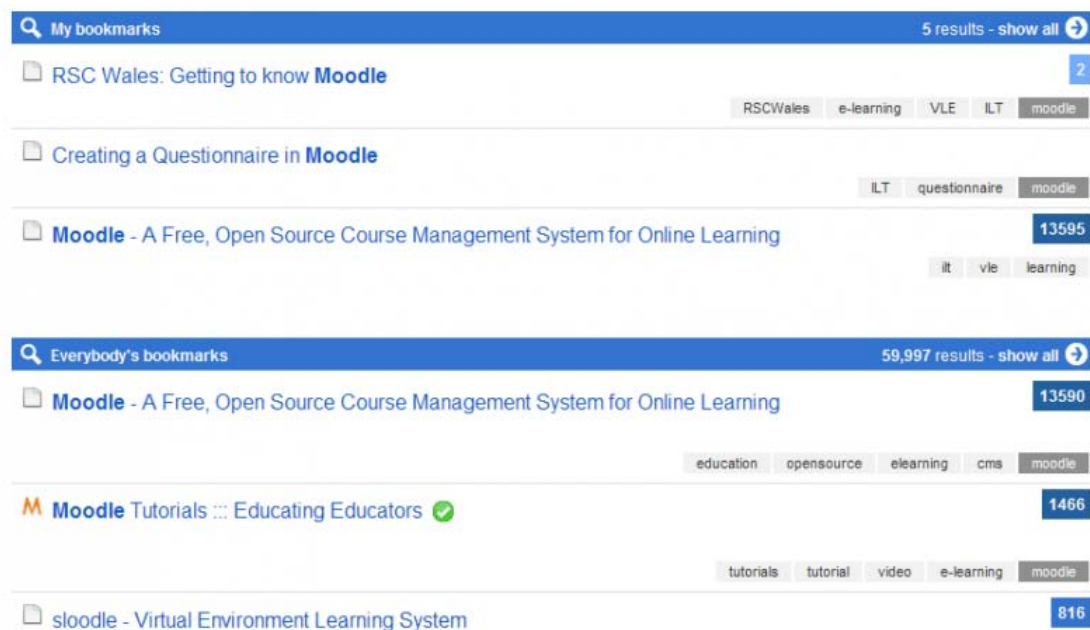 My bookmarks 5 results - show all
RSC Wales: Getting to know Moodle 2
RSCWales e-learning VLE ILT moodle
Creating a Questionnaire in Moodle
ILT questionnaire moodle
Moodle - A Free, Open Source Course Management System for Online Learning 13595
ilt vle learning
Everybody's bookmarks 59,997 results - show all
Moodle - A Free, Open Source Course Management System for Online Learning 13590
education opensource elearning cms moodle
Moodle Tutorials ::: Educating Educators 1466
tutorials tutorial video e-learning moodle
sloodle - Virtual Environment Learning System 816